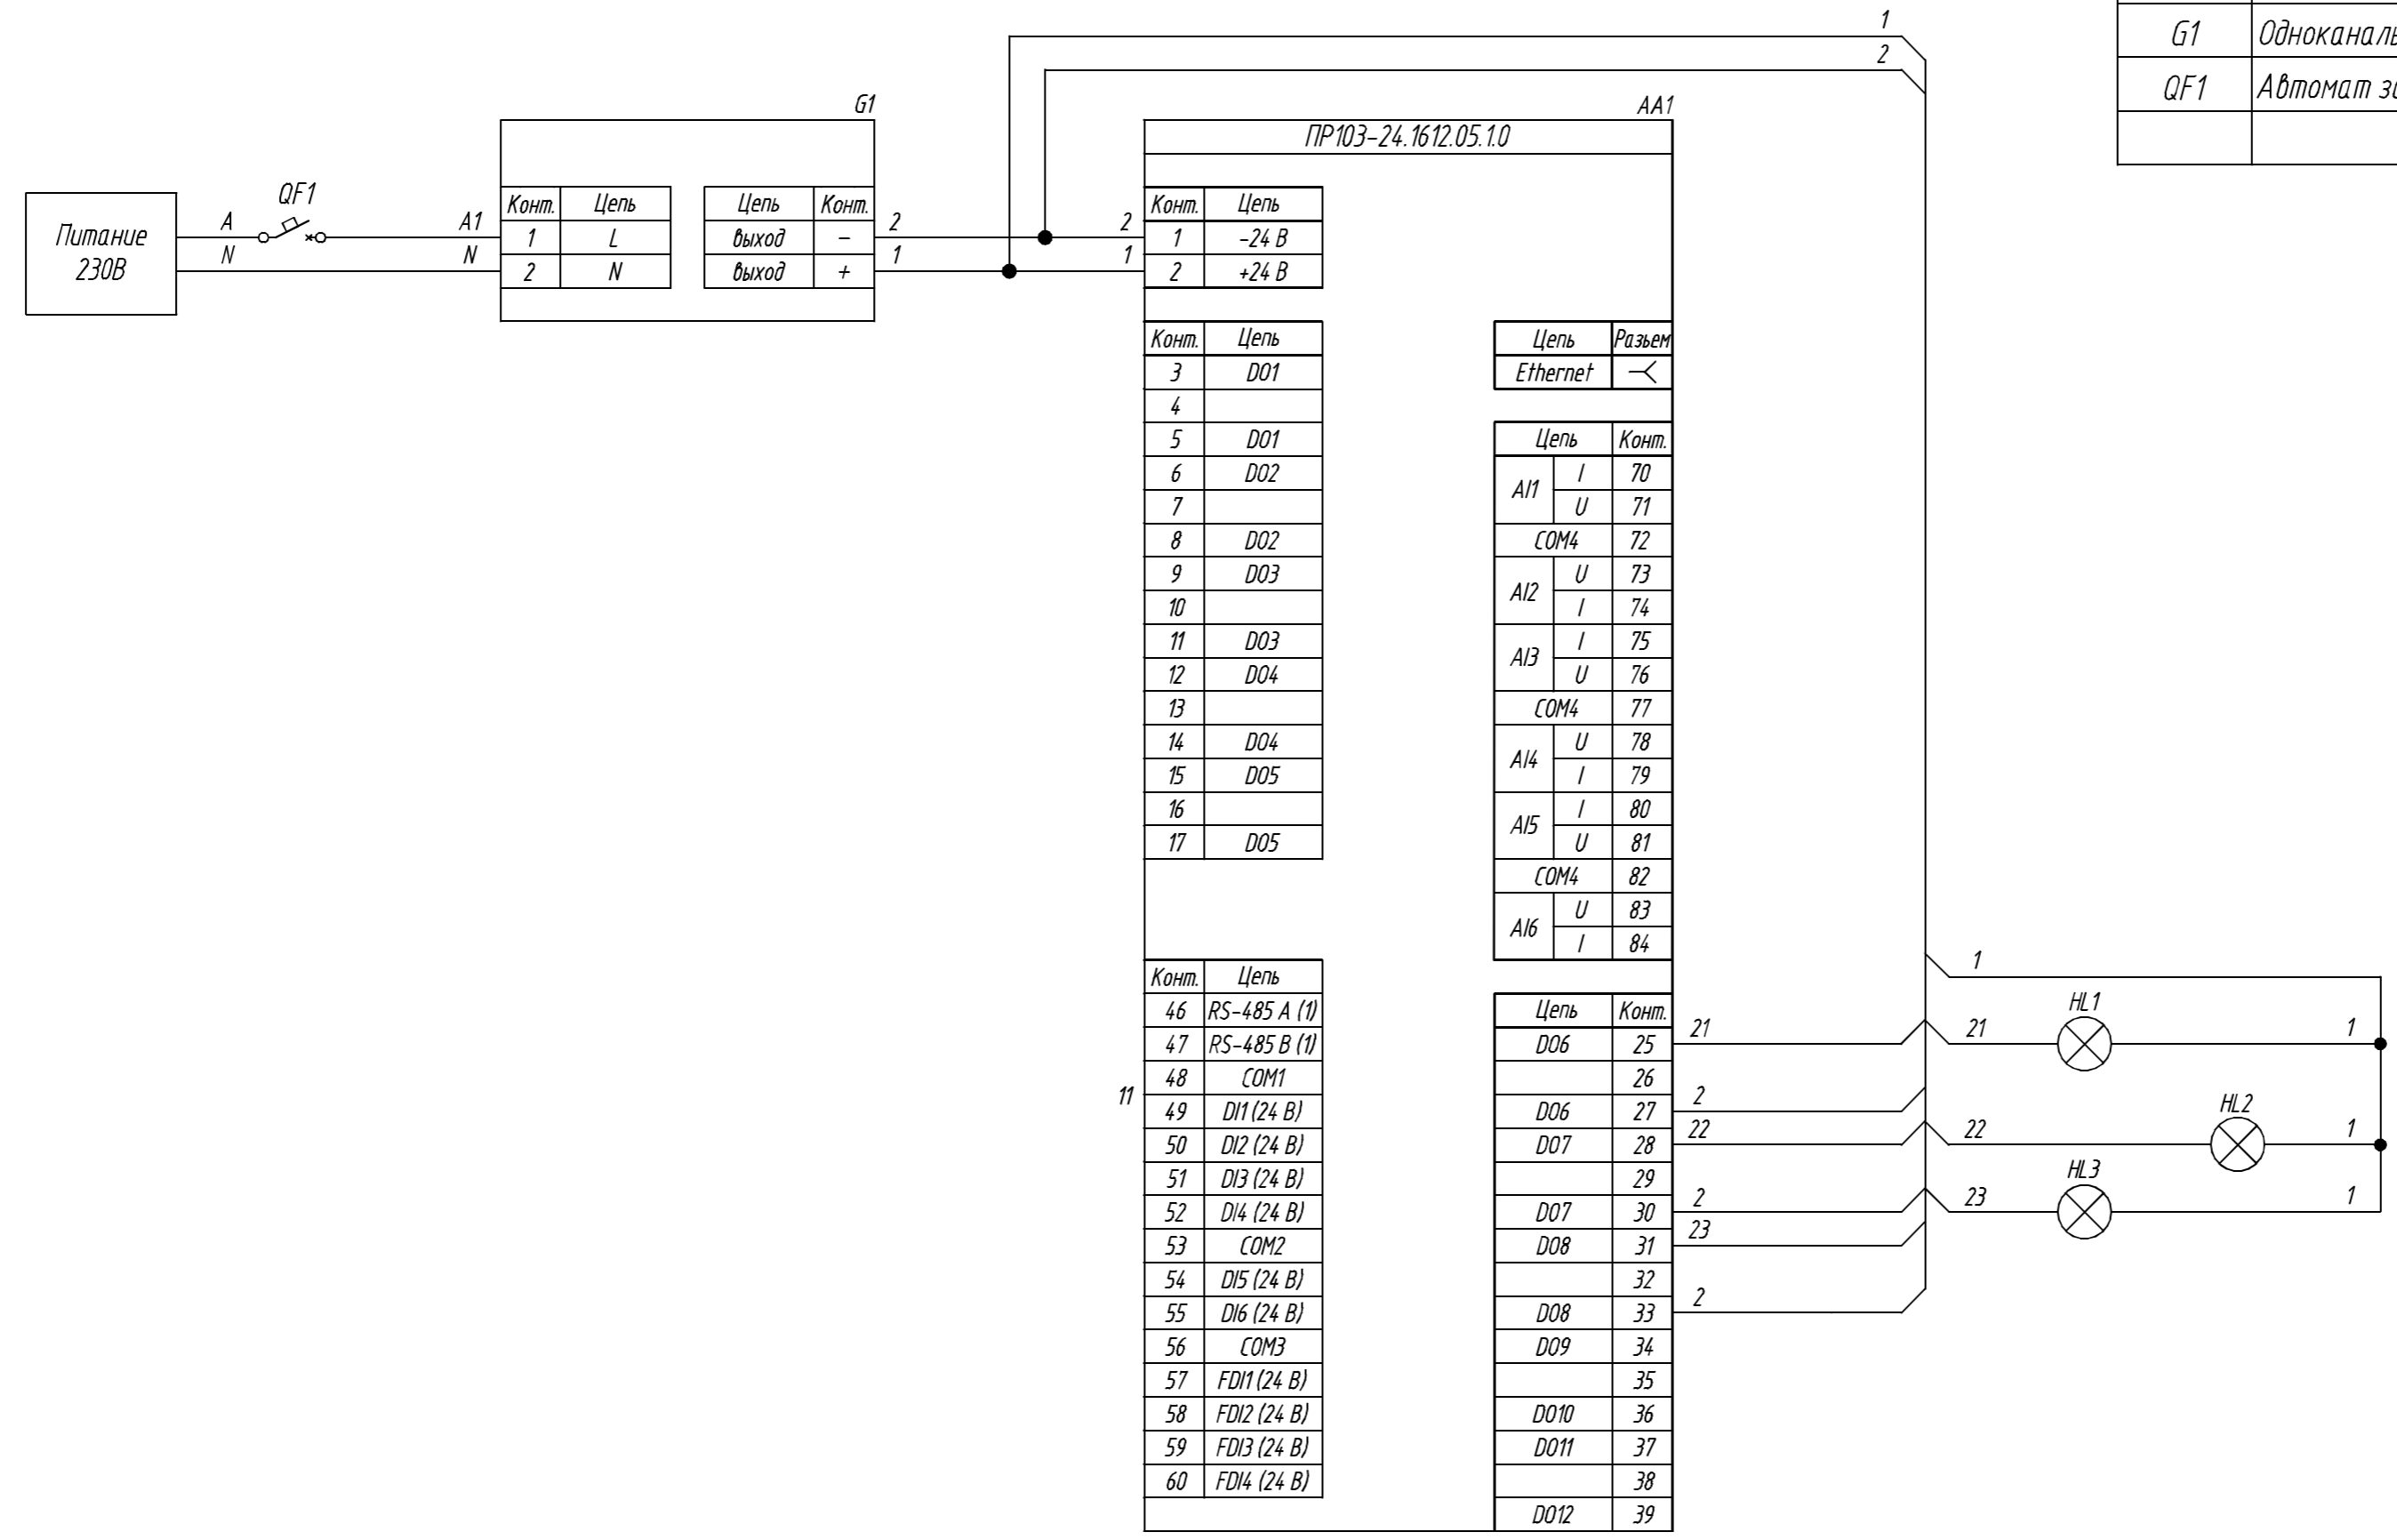 1
2
G1
QF1
G1
AA1
ПР103-24.1612.05.1.0
QF1
Питание
230В
A
N
A1
N
Конт. Цепь
1 L
2 N
Цепь Конт.
выход –
выход +
2
1
2
1
Конт. Цепь
1 -24 В
2 +24 В
Конт. Цепь
3 DO1
4
5 DO1
6 DO2
7
8 DO2
9 DO3
10
11 DO3
12 DO4
13
14 DO4
15 DO5
16
17 DO5
Цепь Разьем
Ethernet
Цепь Конт.
AI1 I 70
U 71
COM4 72
AI2 U 73
I 74
AI3 I 75
U 76
COM4 77
AI4 U 78
I 79
AI5 I 80
U 81
COM4 82
AI6 U 83
I 84
11
Конт. Цепь
46 RS-485 A (1)
47 RS-485 B (1)
48 COM1
49 DI1 (24 В)
50 DI2 (24 В)
51 DI3 (24 В)
52 DI4 (24 В)
53 COM2
54 DI5 (24 В)
55 DI6 (24 В)
56 COM3
57 FDI1 (24 В)
58 FDI2 (24 В)
59 FDI3 (24 В)
60 FDI4 (24 В)
Цепь Конт.
DO6 25
26
DO6 27
DO7 28
29
DO7 30
DO8 31
32
DO8 33
DO9 34
35
DO10 36
DO11 37
38
DO12 39
21
2
22
2
23
2
1
21 HL1 1
22 HL2 1
23 HL3 1